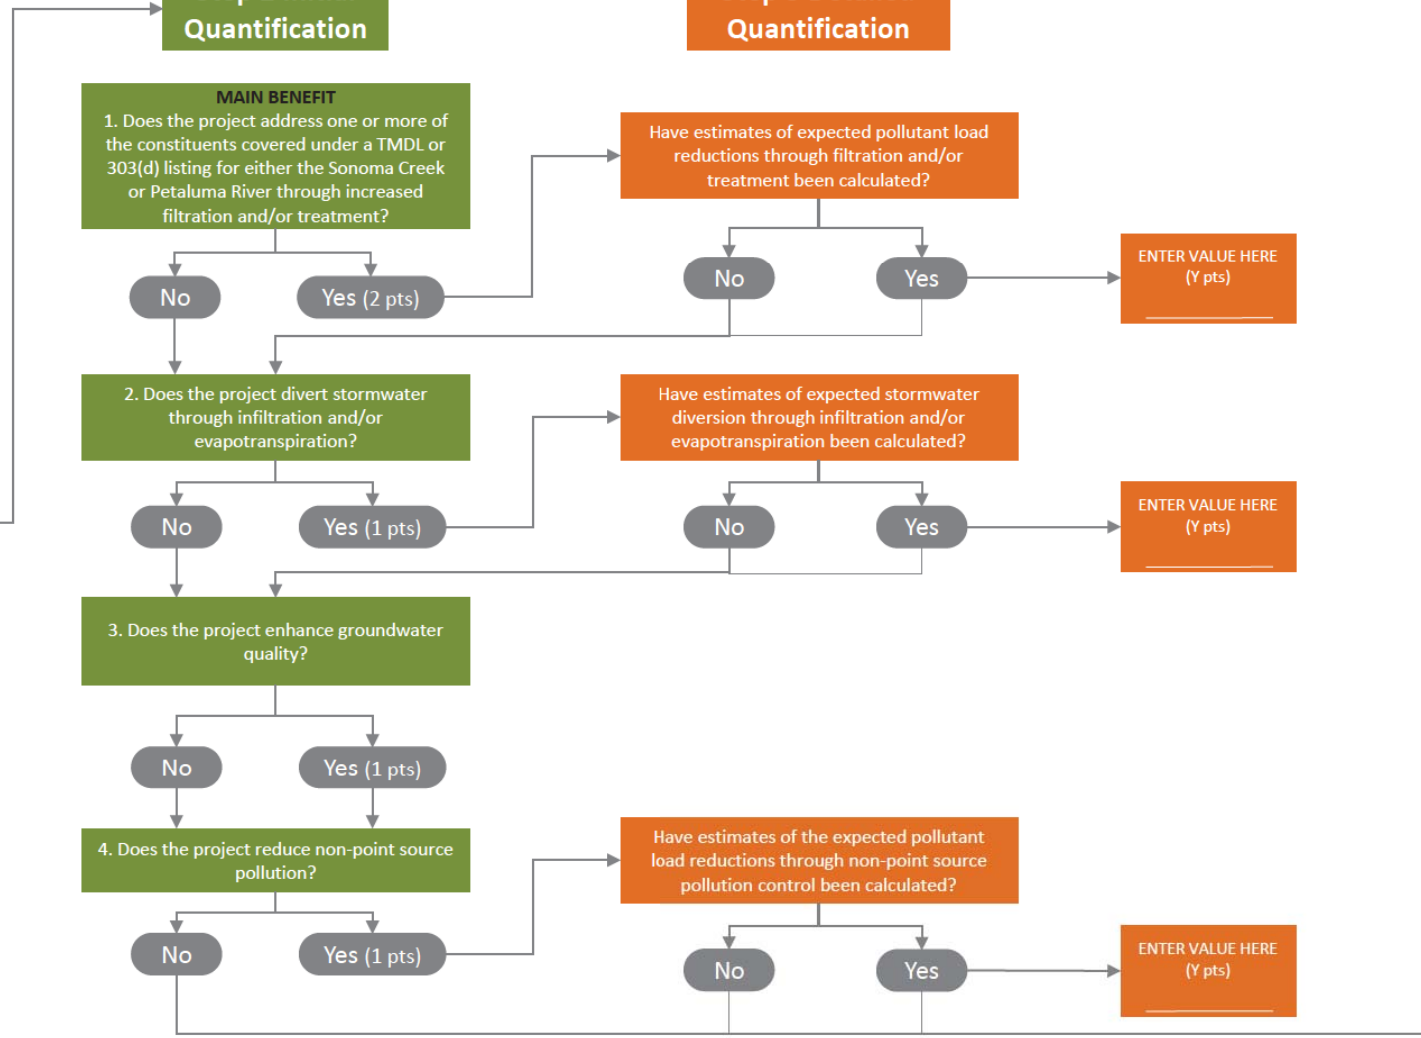 Quantification
Quantification
MAIN BENEFIT
1. Does the project address one or more of
the constituents covered under a TMDL or
303(d) listing for either the Sonoma Creek
or Petaluma River through increased
filtration and/or treatment?
Have estimates of expected pollutant load
reductions through filtration and/or
treatment been calculated?
No
Yes (2 pts)
No
Yes
ENTER VALUE HERE
(Y pts)
2. Does the project divert stormwater
through infiltration and/or
evapotranspiration?
Have estimates of expected stormwater
diversion through infiltration and/or
evapotranspiration been calculated?
No
Yes (1 pts)
No
Yes
ENTER VALUE HERE
(Y pts)
3. Does the project enhance groundwater
quality?
No
Yes (1 pts)
4. Does the project reduce non-point source
pollution?
Have estimates of the expected pollutant
load reductions through non-point source
pollution control been calculated?
No
Yes (1 pts)
No
Yes
ENTER VALUE HERE
(Y pts)